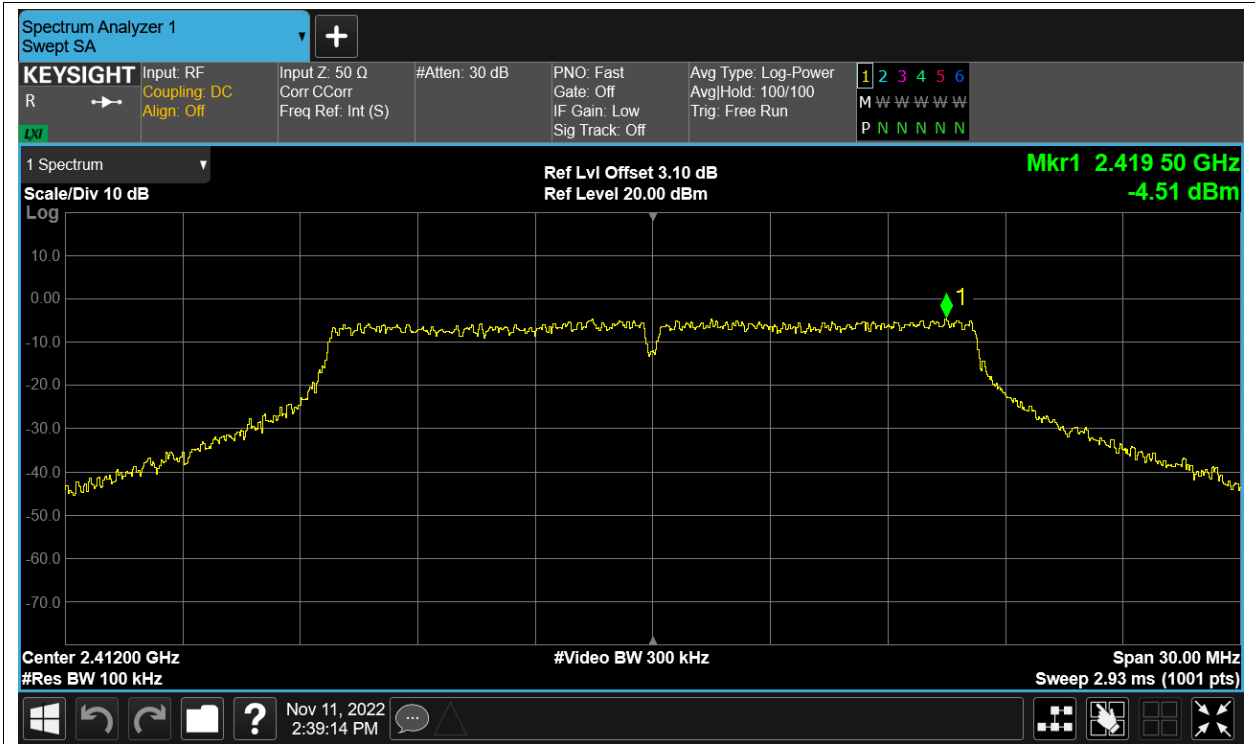 Spectrum Analyzer 1
Swept SA
KEYSIGHT
R
LXI
Input: RF
Coupling: DC
Align: Off
Input Z: 50 Ω
Corr CCorr
Freq Ref: Int (S)
#Atten: 30 dB
PNO: Fast
Gate: Off
IF Gain: Low
Sig Track: Off
Avg Type: Log-Power
Avg|Hold: 100/100
Trig: Free Run
1 2 3 4 5 6
M W W W W W
P N N N N N
1 Spectrum
Scale/Div 10 dB
Log
Ref Lvl Offset 3.10 dB
Ref Level 20.00 dBm
Mkr1 2.419 50 GHz
-4.51 dBm
10.0
0.00
-10.0
-20.0
-30.0
-40.0
-50.0
-60.0
-70.0
1
Center 2.41200 GHz
#Res BW 100 kHz
#Video BW 300 kHz
Span 30.00 MHz
Sweep 2.93 ms (1001 pts)
?
Nov 11, 2022
2:39:14 PM